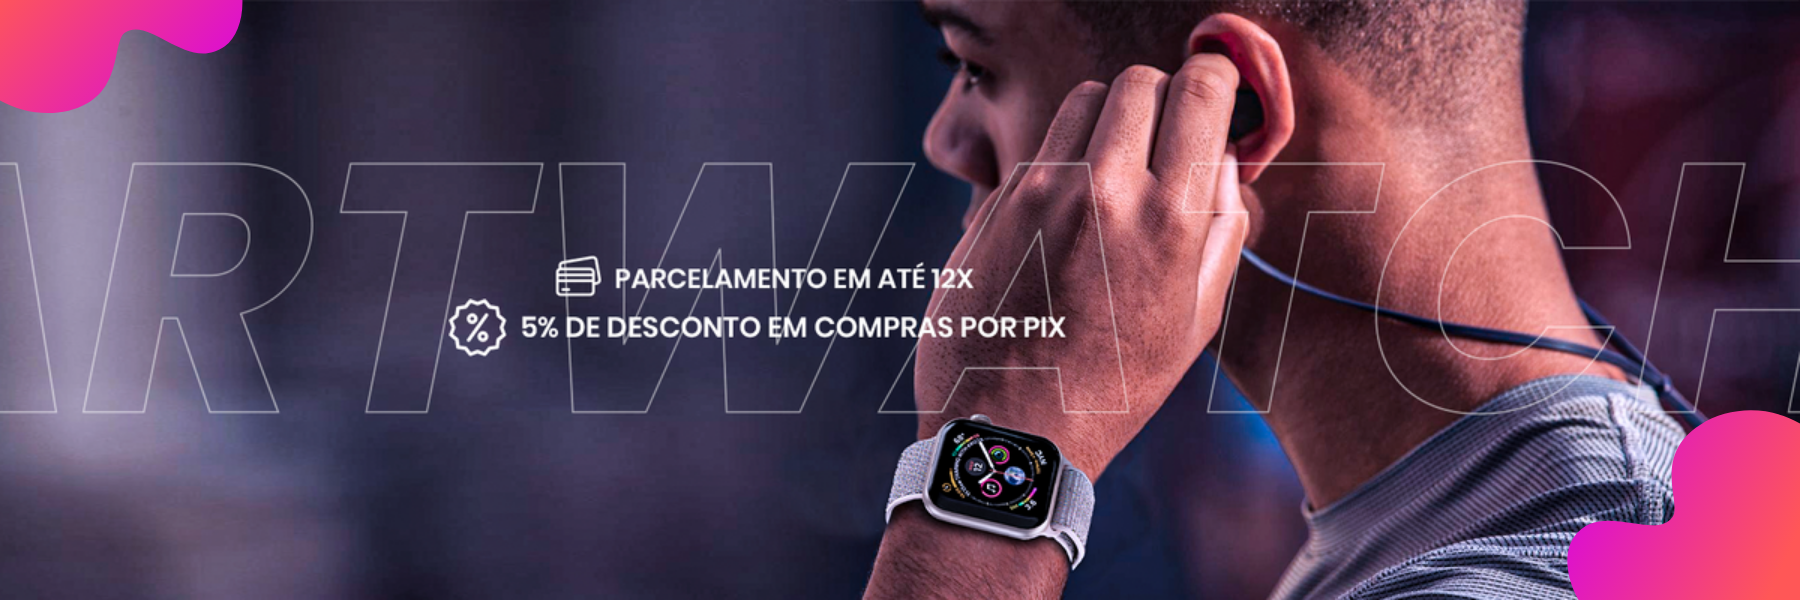 ARTWATCH
PARCELAMENTO EM ATÉ 12X
5% DE DESCONTO EM COMPRAS POR PIX